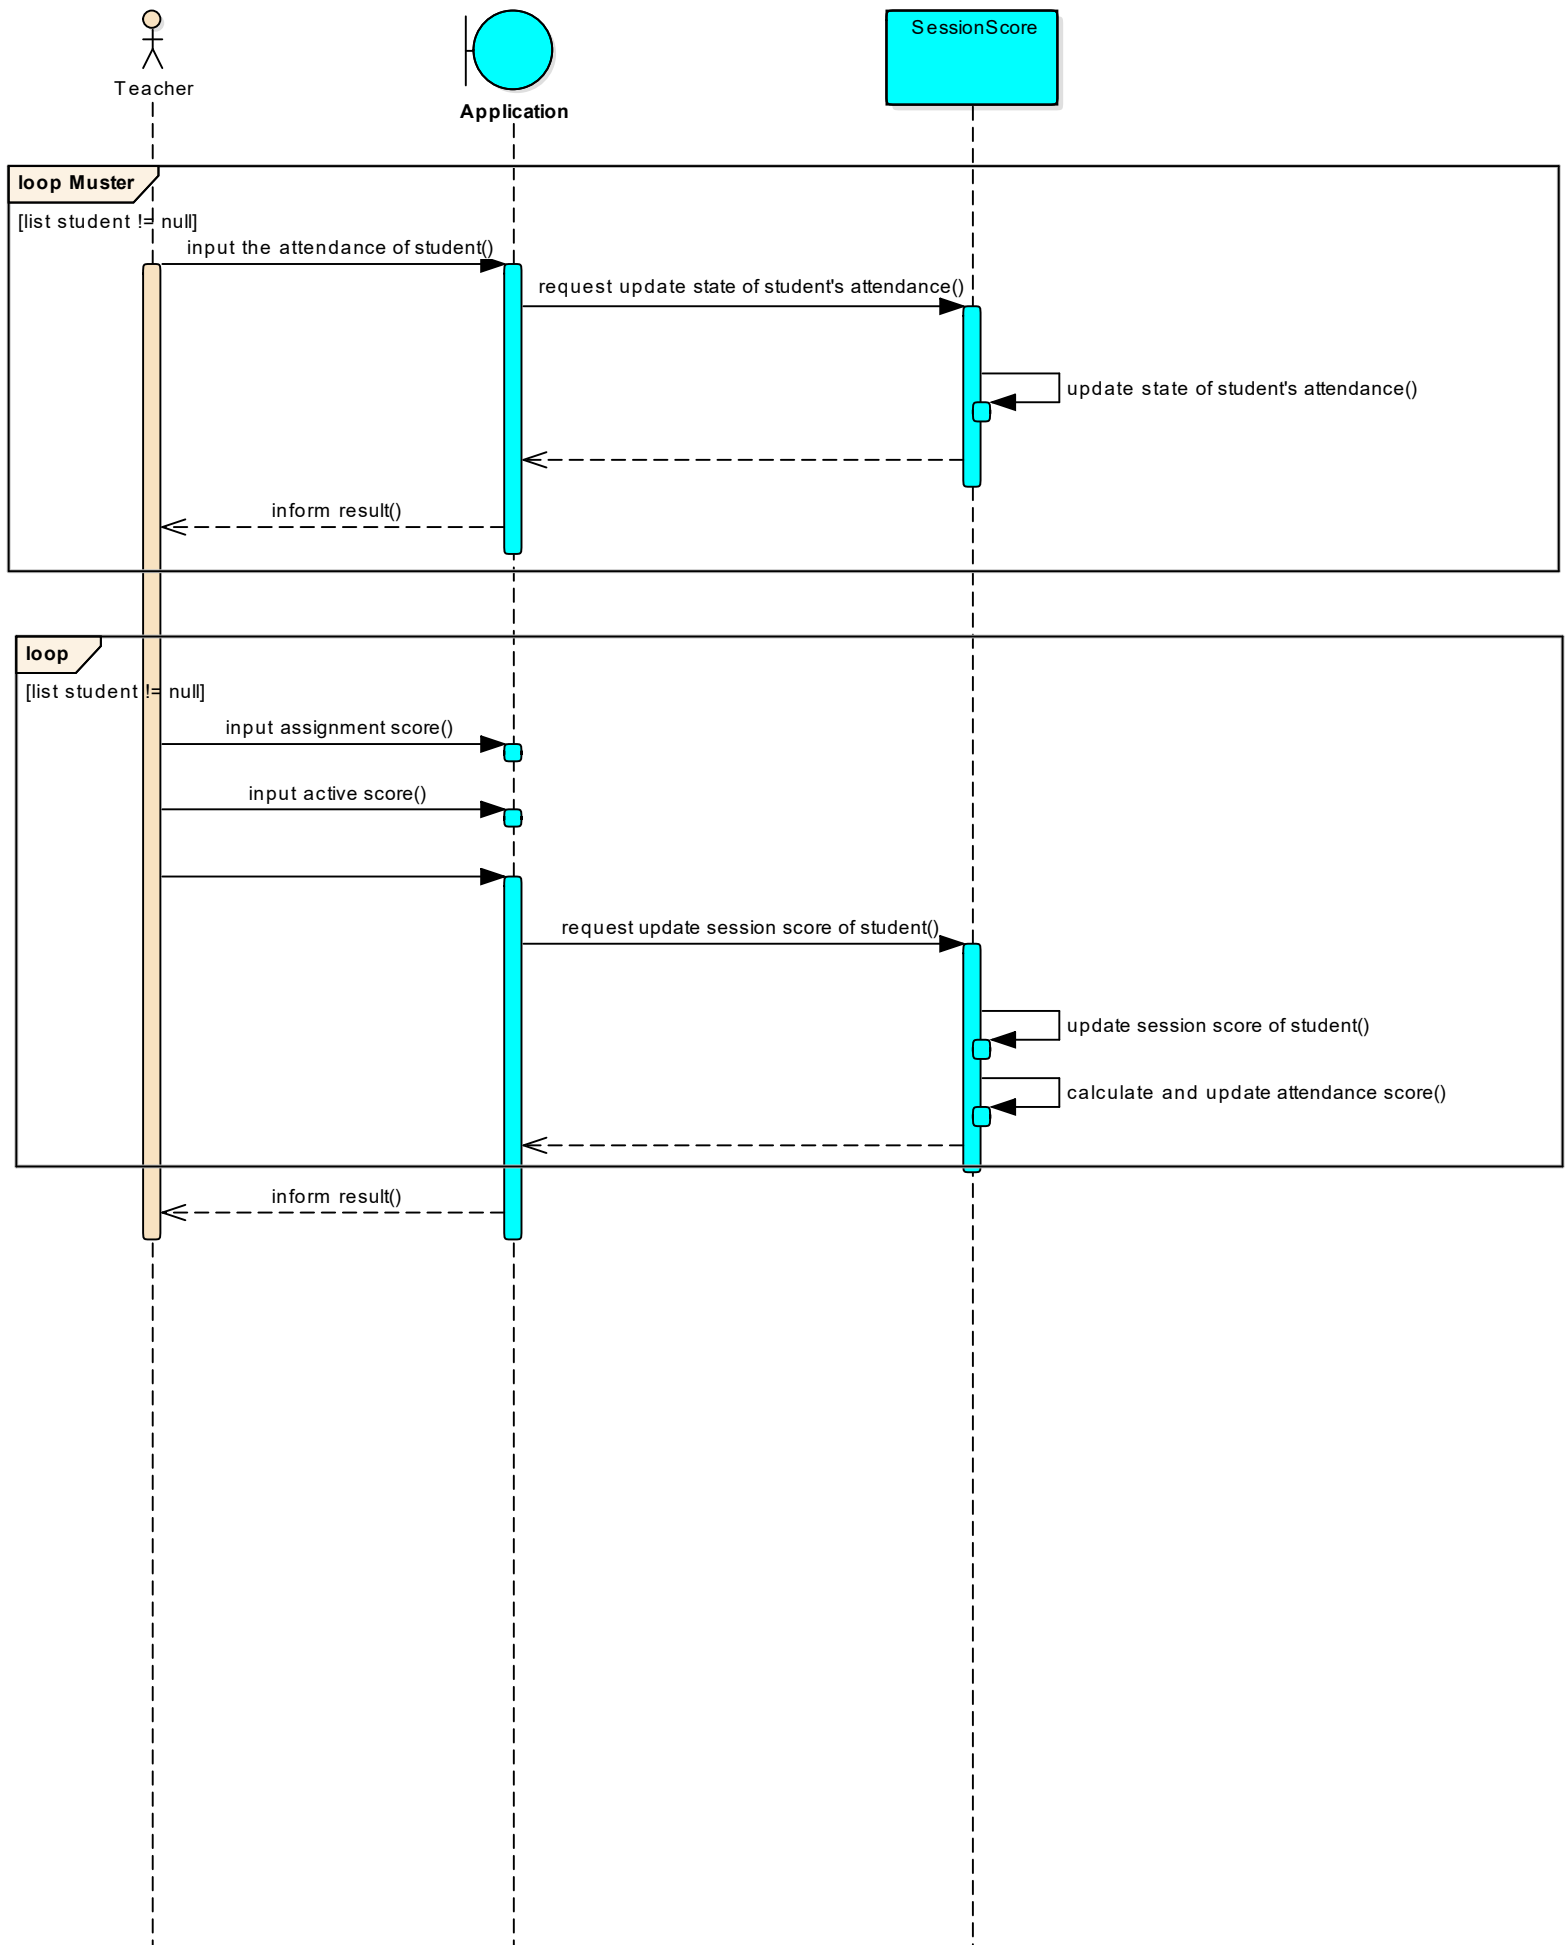 Teacher
Application
SessionScore
loop Muster
[list student != null]
input the attendance of student()
request update state of student's attendance()
update state of student's attendance()
inform result()
loop
[list student != null]
input assignment score()
input active score()
request update session score of student()
update session score of student()
calculate and update attendance score()
inform result()